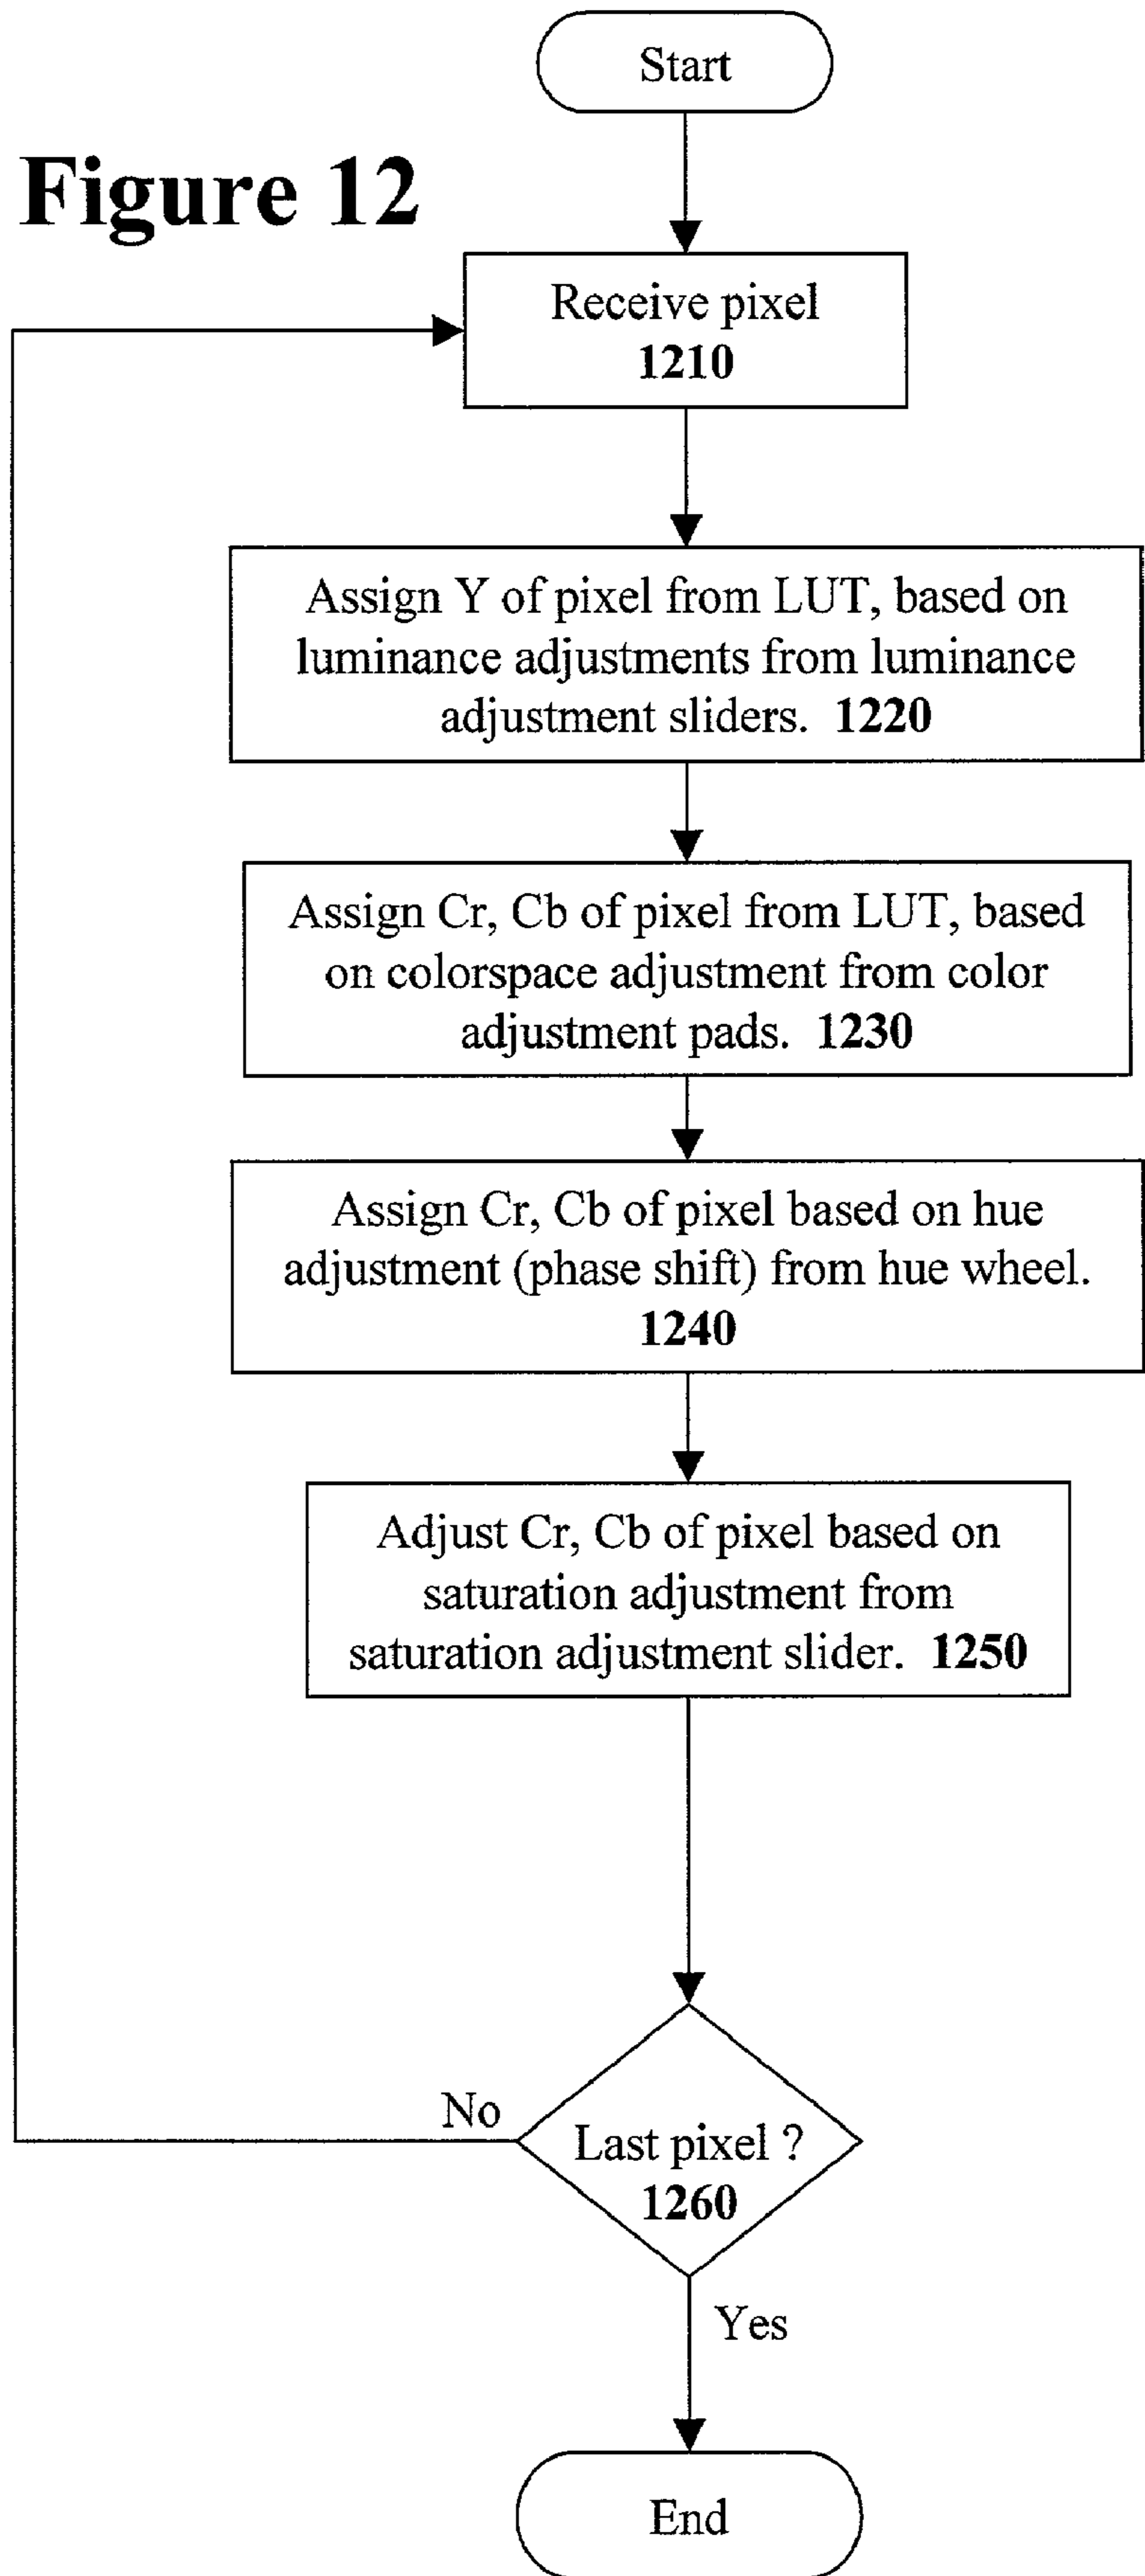 Start
Figure 12
Receive pixel
1210
Assign Y of pixel from LUT, based on
luminance adjustments from luminance
adjustment sliders. 1220
Assign Cr, Cb of pixel from LUT, based
on colorspace adjustment from color
adjustment pads. 1230
Assign Cr, Cb of pixel based on hue
adjustment (phase shift) from hue wheel.
1240
Adjust Cr, Cb of pixel based on
saturation adjustment from
saturation adjustment slider. 1250
No
Last pixel ?
1260
Yes
End